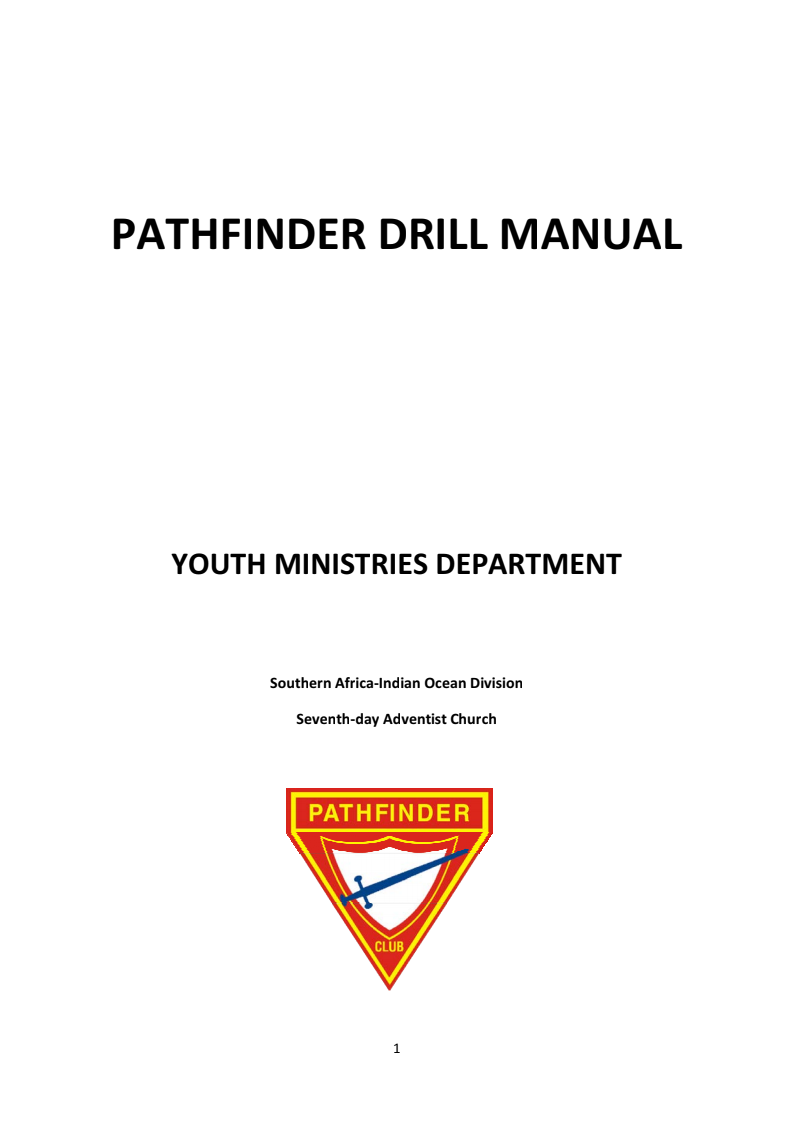 PATHFINDER DRILL MANUAL
YOUTH MINISTRIES DEPARTMENT
Southern Africa-Indian Ocean Division
Seventh-day Adventist Church
PATHFINDER
CLUB
1